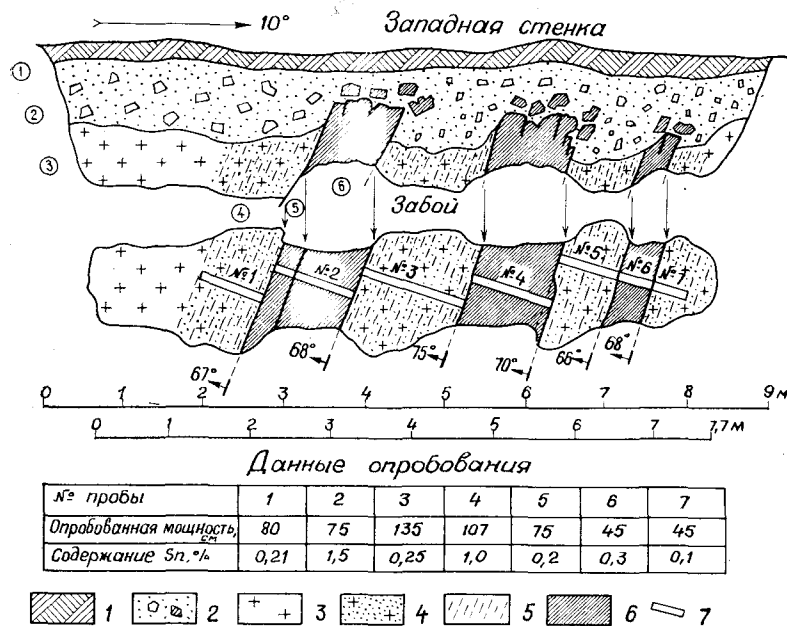 10° Западная стенка
①
②
③
⑥
④ ⑤ Забой
№1 №2 №3 №4 №5 №6 №7
67° 68° 75° 70° 66° 68°
0 1 2 3 4 5 6 7 8 9 м
0 1 2 3 4 5 6 7 7,7 м
Данные опробования
№ пробы 1 2 3 4 5 6 7
Опробованная мощность, см 80 75 135 107 75 45 45
Содержание Sn, % 0,21 1,5 0,25 1,0 0,2 0,3 0,1
1 2 3 4 5 6 7